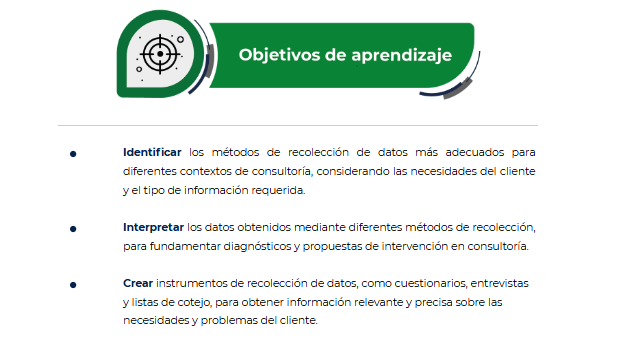 Objetivos de aprendizaje
Identificar los métodos de recolección de datos más adecuados para
diferentes contextos de consultoría, considerando las necesidades del cliente
y el tipo de información requerida.
Interpretar los datos obtenidos mediante diferentes métodos de recolección,
para fundamentar diagnósticos y propuestas de intervención en consultoría.
Crear instrumentos de recolección de datos, como cuestionarios, entrevistas
y listas de cotejo, para obtener información relevante y precisa sobre las
necesidades y problemas del cliente.